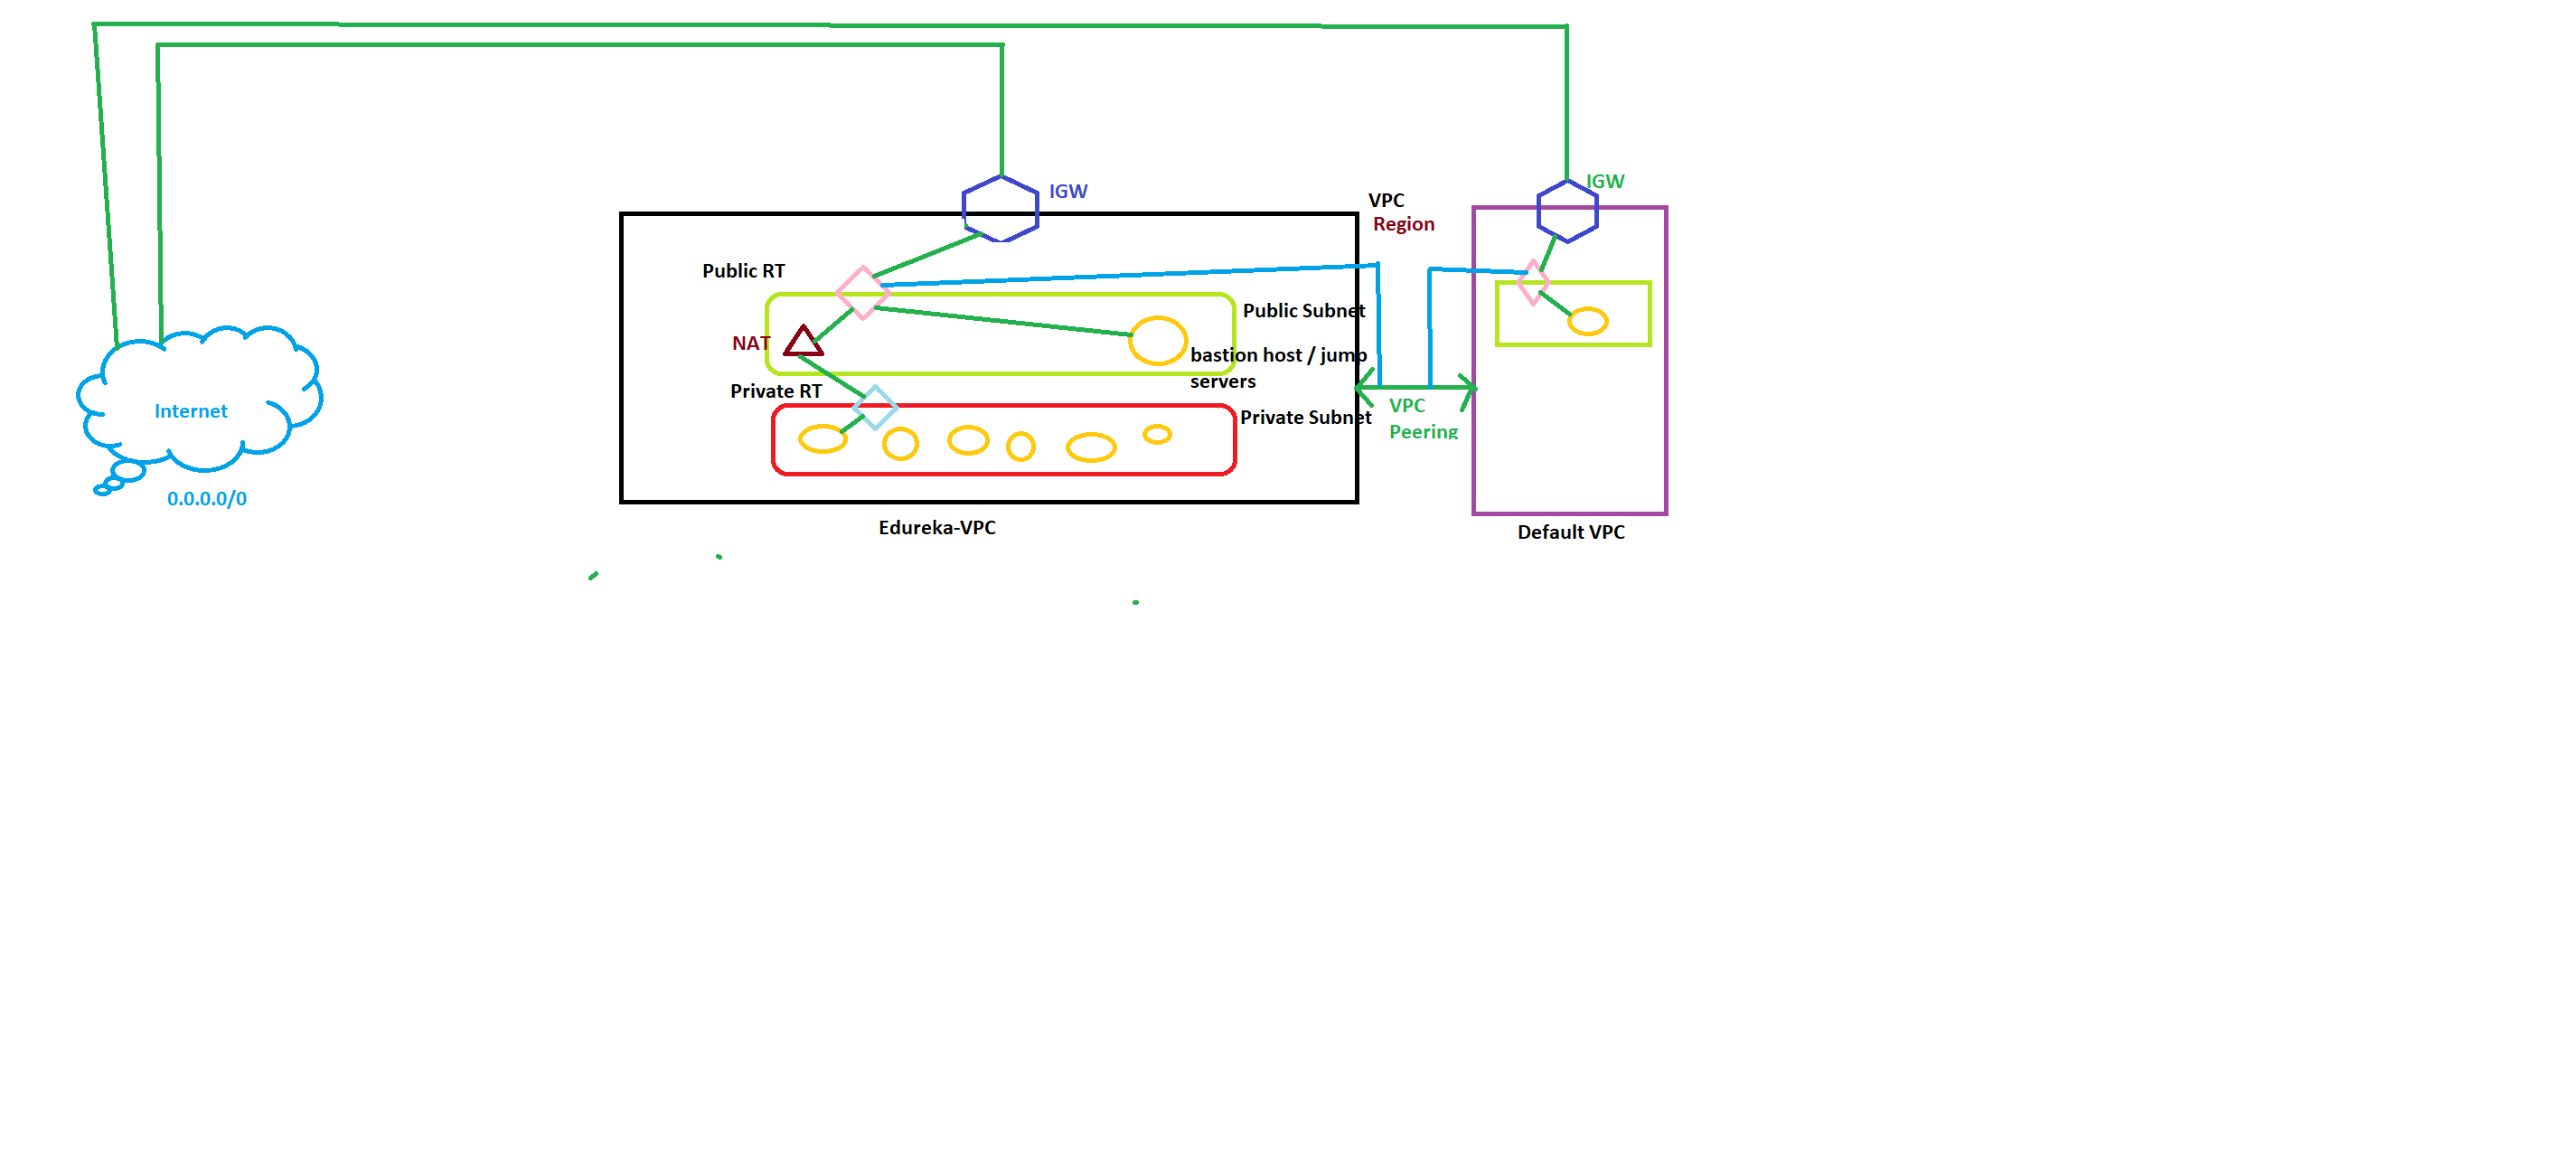 IGW
IGW
VPC
Region
Public RT
Public Subnet
NAT
bastion host / jump
servers
Private RT
Private Subnet
VPC
Peering
Internet
0.0.0.0/0
Edureka-VPC
Default VPC